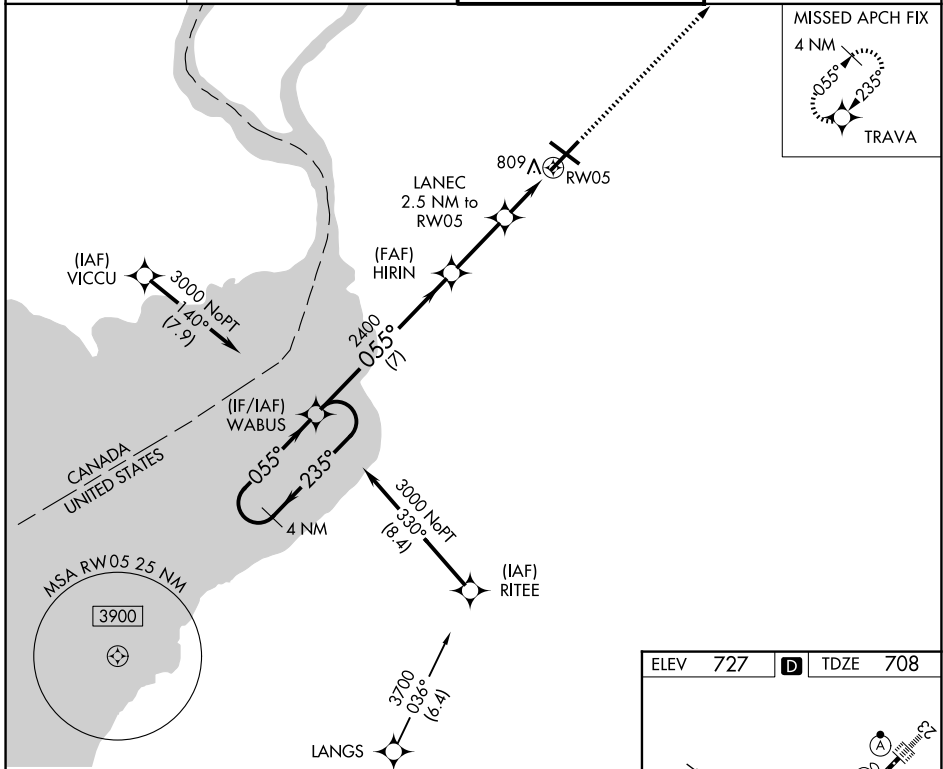 MISSED APCH FIX
4 NM
055°
235°
TRAVA
809
RW05
LANEC
2.5 NM to
RW05
(FAF)
HIRIN
(IAF)
VICCU
3000 NoPT
140°
(7.9)
2400
055°
(7)
(IF/IAF)
WABUS
055°
235°
4 NM
CANADA
UNITED STATES
3000 NoPT
330°
(8.4)
(IAF)
RITEE
MSA RW05 25 NM
3900
3700
036°
(6.4)
LANGS
ELEV 727 D TDZE 708
A
23